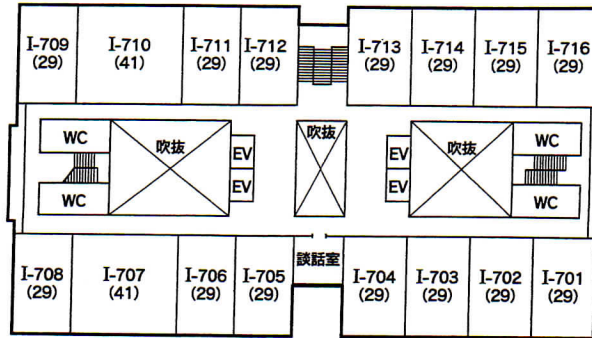 I-709 I-710 I-711 I-712 I-713 I-714 I-715 I-716
(29) (41) (29) (29) (29) (29) (29) (29)
WC 吹抜 EV 吹抜 EV 吹抜 WC
WC EV EV WC
I-708 I-707 I-706 I-705 談話室 I-704 I-703 I-702 I-701
(29) (41) (29) (29) (29) (29) (29) (29)